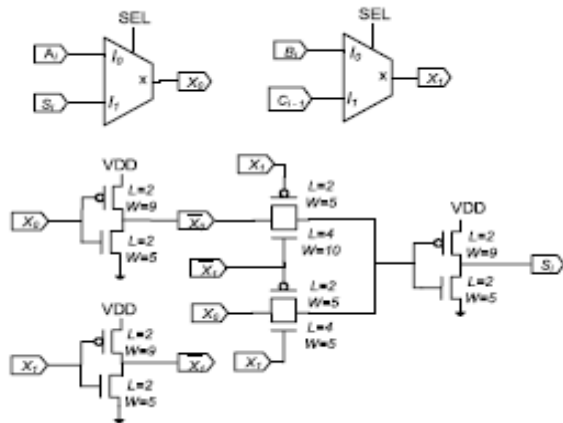 SEL
SEL
A_i
I_0
X
X_0
S_i
I_1
B_i
I_0
X
X_1
C_{i-1}
I_1
X_1
VDD
L=2
W=9
L=2
W=5
X_0
L=2
W=5
X̅_0
L=4
W=10
VDD
L=2
W=9
S_i
L=2
W=5
X̅_1
L=2
W=5
X_0
L=4
W=5
X_1
VDD
L=2
W=9
X_1
X̅_1
L=2
W=5